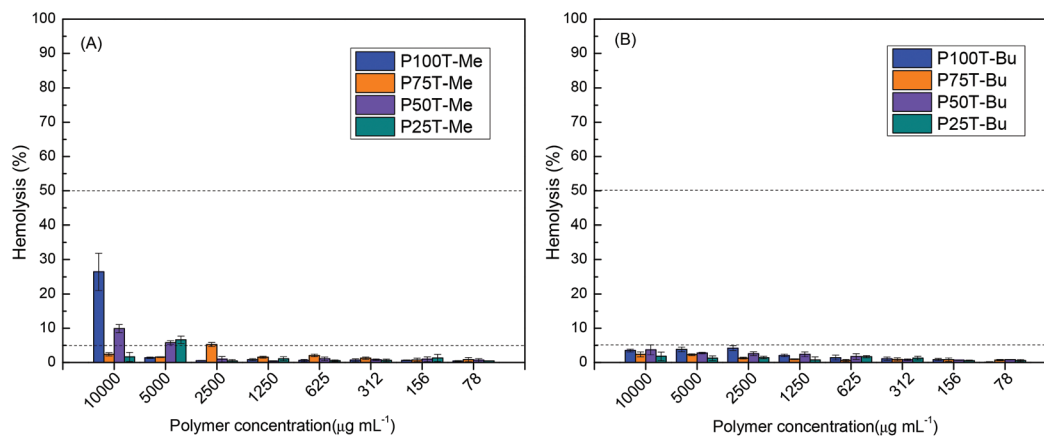 (A)
P100T-Me
P75T-Me
P50T-Me
P25T-Me
100
90
80
70
60
50
40
30
20
10
0
Hemolysis (%)
10000
5000
2500
1250
625
312
156
78
Polymer concentration(μg mL⁻¹)
(B)
P100T-Bu
P75T-Bu
P50T-Bu
P25T-Bu
100
90
80
70
60
50
40
30
20
10
0
Hemolysis (%)
10000
5000
2500
1250
625
312
156
78
Polymer concentration(μg mL⁻¹)